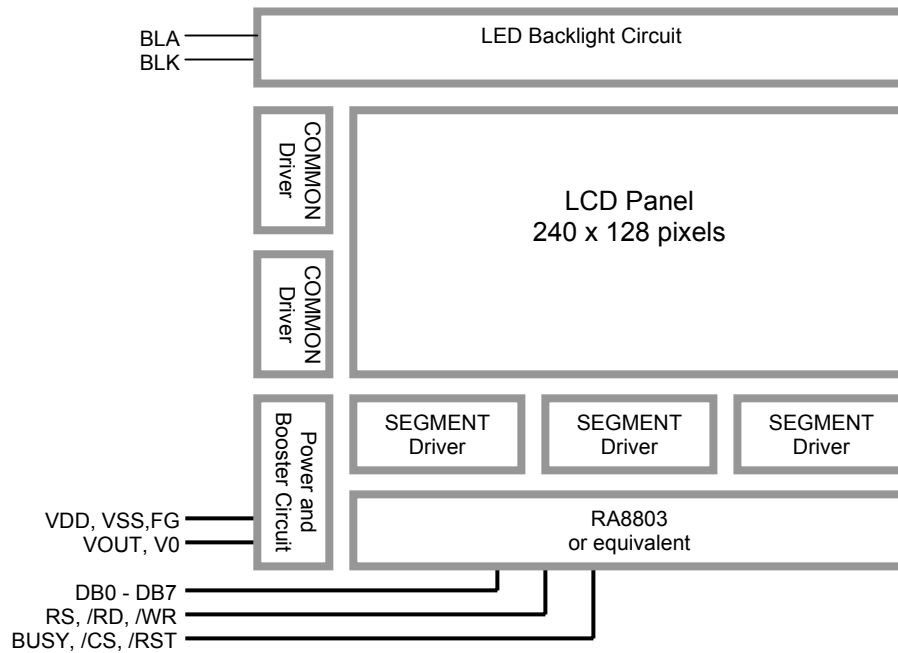 BLA
BLK
LED Backlight Circuit
COMMON
Driver
LCD Panel
240 x 128 pixels
COMMON
Driver
Power and
Booster Circuit
SEGMENT
Driver
SEGMENT
Driver
SEGMENT
Driver
VDD, VSS,FG
VOUT, V0
RA8803
or equivalent
DB0 - DB7
RS, /RD, /WR
BUSY, /CS, /RST